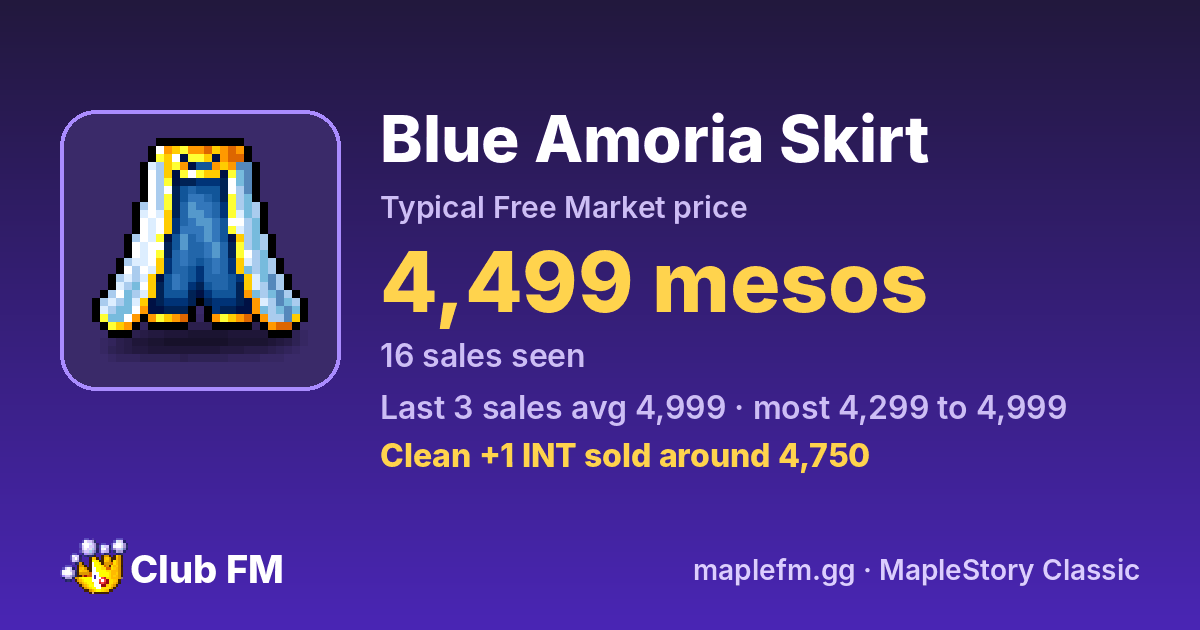 Blue Amoria Skirt
Typical Free Market price
4,499 mesos
16 sales seen
Last 3 sales avg 4,999 · most 4,299 to 4,999
Clean +1 INT sold around 4,750
Club FM
maplefm.gg · MapleStory Classic